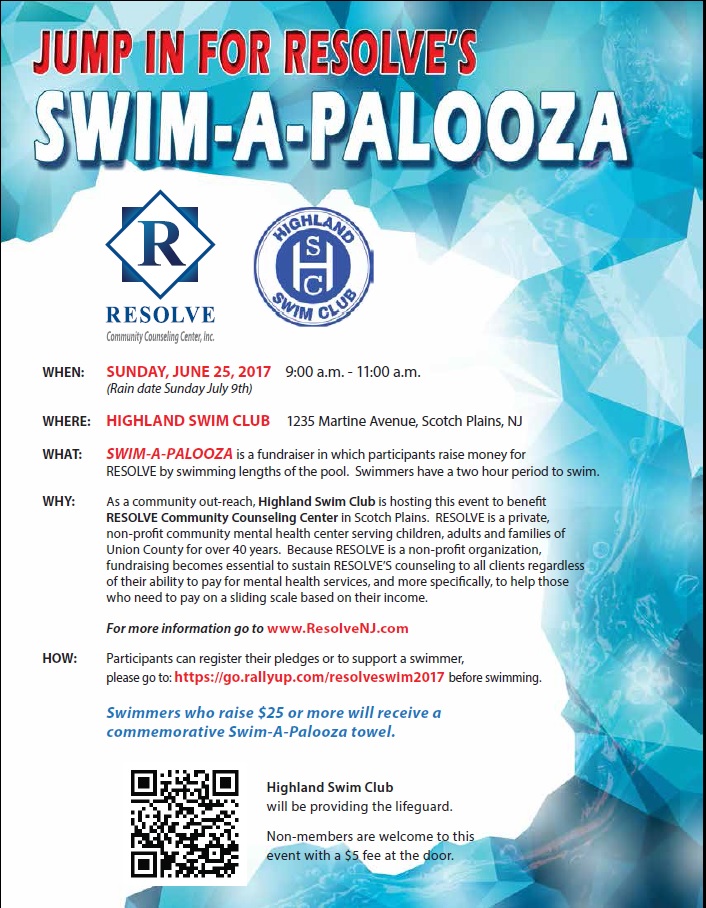 JUMP IN FOR RESOLVE'S
SWIM-A-PALOOZA
R
RESOLVE
Community Counseling Center, Inc.
HIGHLAND
S
H
C
SWIM CLUB
WHEN: SUNDAY, JUNE 25, 2017 9:00 a.m. - 11:00 a.m.
(Rain date Sunday July 9th)
WHERE: HIGHLAND SWIM CLUB 1235 Martine Avenue, Scotch Plains, NJ
WHAT: SWIM-A-PALOOZA is a fundraiser in which participants raise money for
RESOLVE by swimming lengths of the pool. Swimmers have a two hour period to swim.
WHY: As a community out-reach, Highland Swim Club is hosting this event to benefit
RESOLVE Community Counseling Center in Scotch Plains. RESOLVE is a private,
non-profit community mental health center serving children, adults and families of
Union County for over 40 years. Because RESOLVE is a non-profit organization,
fundraising becomes essential to sustain RESOLVE'S counseling to all clients regardless
of their ability to pay for mental health services, and more specifically, to help those
who need to pay on a sliding scale based on their income.
For more information go to www.ResolveNJ.com
HOW: Participants can register their pledges or to support a swimmer,
please go to: https://go.rallyup.com/resolveswim2017 before swimming.
Swimmers who raise $25 or more will receive a
commemorative Swim-A-Palooza towel.
Highland Swim Club
will be providing the lifeguard.
Non-members are welcome to this
event with a $5 fee at the door.